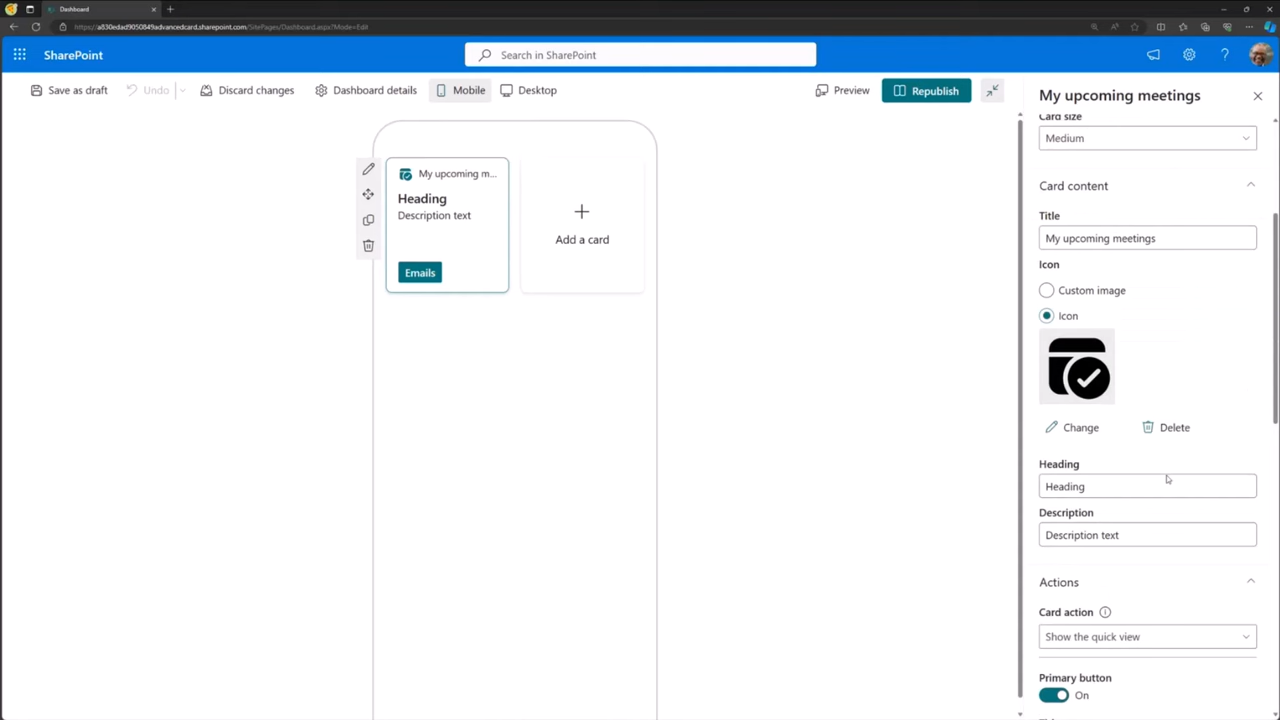 Dashboard
https://a830edad9050849advancedcard.sharepoint.com/SitePages/Dashboard.aspx?Mode=Edit
SharePoint
Search in SharePoint
Save as draft
Undo
Discard changes
Dashboard details
Mobile
Desktop
Preview
Republish
My upcoming m...
Heading
Description text
Emails
Add a card
My upcoming meetings
Card size
Medium
Card content
Title
My upcoming meetings
Icon
Custom image
Icon
Change
Delete
Heading
Heading
Description
Description text
Actions
Card action
Show the quick view
Primary button
On